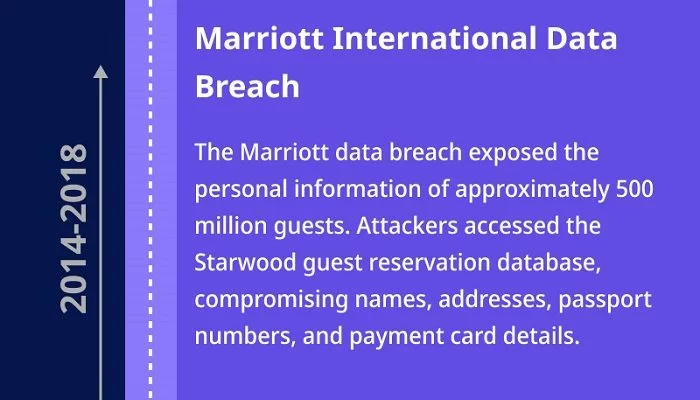 Marriott International Data
Breach
The Marriott data breach exposed the
personal information of approximately 500
million guests. Attackers accessed the
Starwood guest reservation database,
compromising names, addresses, passport
numbers, and payment card details.
2014-2018